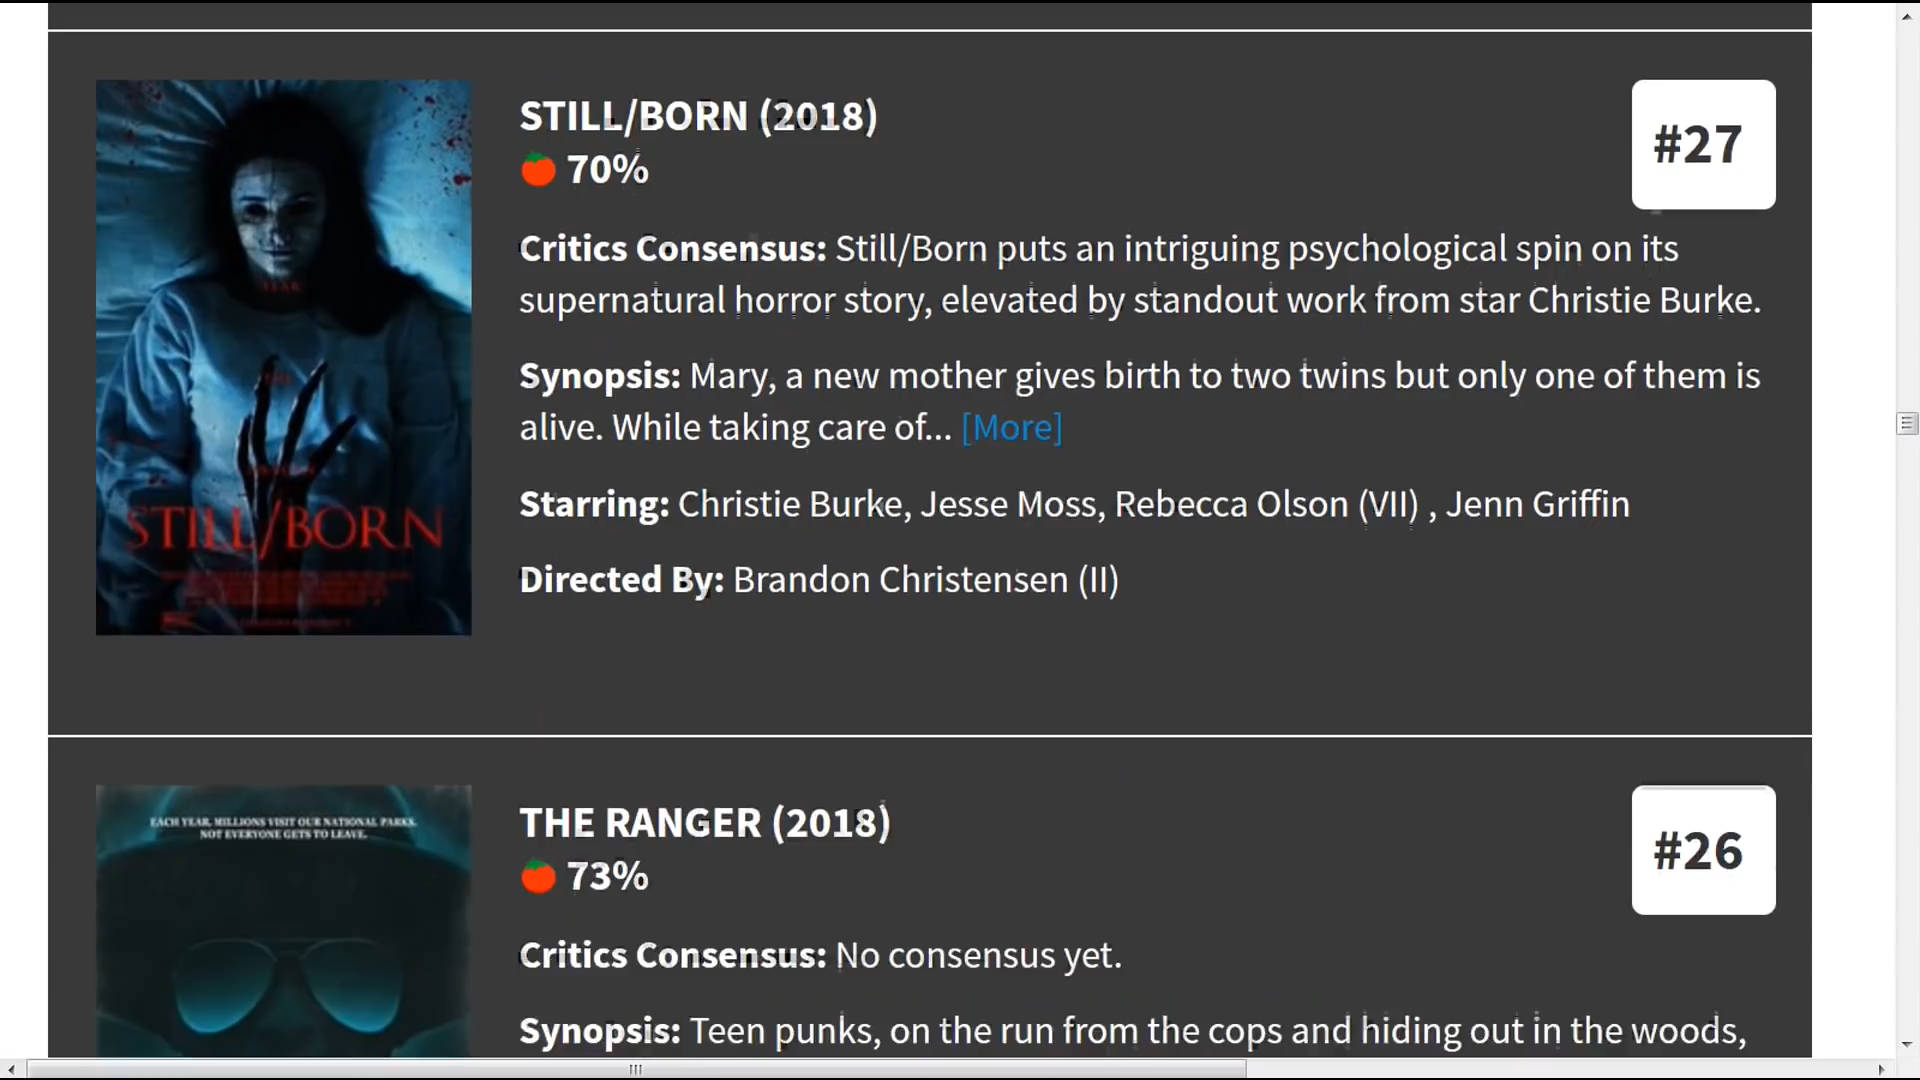 STILL/BORN (2018)
#27
70%
Critics Consensus: Still/Born puts an intriguing psychological spin on its
supernatural horror story, elevated by standout work from star Christie Burke.
Synopsis: Mary, a new mother gives birth to two twins but only one of them is
alive. While taking care of... [More]
Starring: Christie Burke, Jesse Moss, Rebecca Olson (VII) , Jenn Griffin
Directed By: Brandon Christensen (II)
FEAR
STILL/BORN
THE RANGER (2018)
#26
73%
Critics Consensus: No consensus yet.
Synopsis: Teen punks, on the run from the cops and hiding out in the woods,
EACH YEAR, MILLIONS VISIT OUR NATIONAL PARKS.
NOT EVERYONE GETS TO LEAVE.